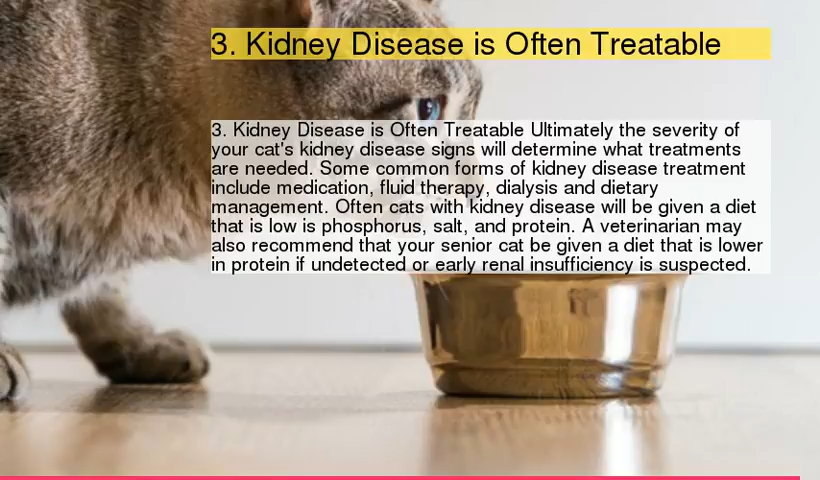 3. Kidney Disease is Often Treatable
3. Kidney Disease is Often Treatable Ultimately the severity of
your cat's kidney disease signs will determine what treatments
are needed. Some common forms of kidney disease treatment
include medication, fluid therapy, dialysis and dietary
management. Often cats with kidney disease will be given a diet
that is low is phosphorus, salt, and protein. A veterinarian may
also recommend that your senior cat be given a diet that is lower
in protein if undetected or early renal insufficiency is suspected.